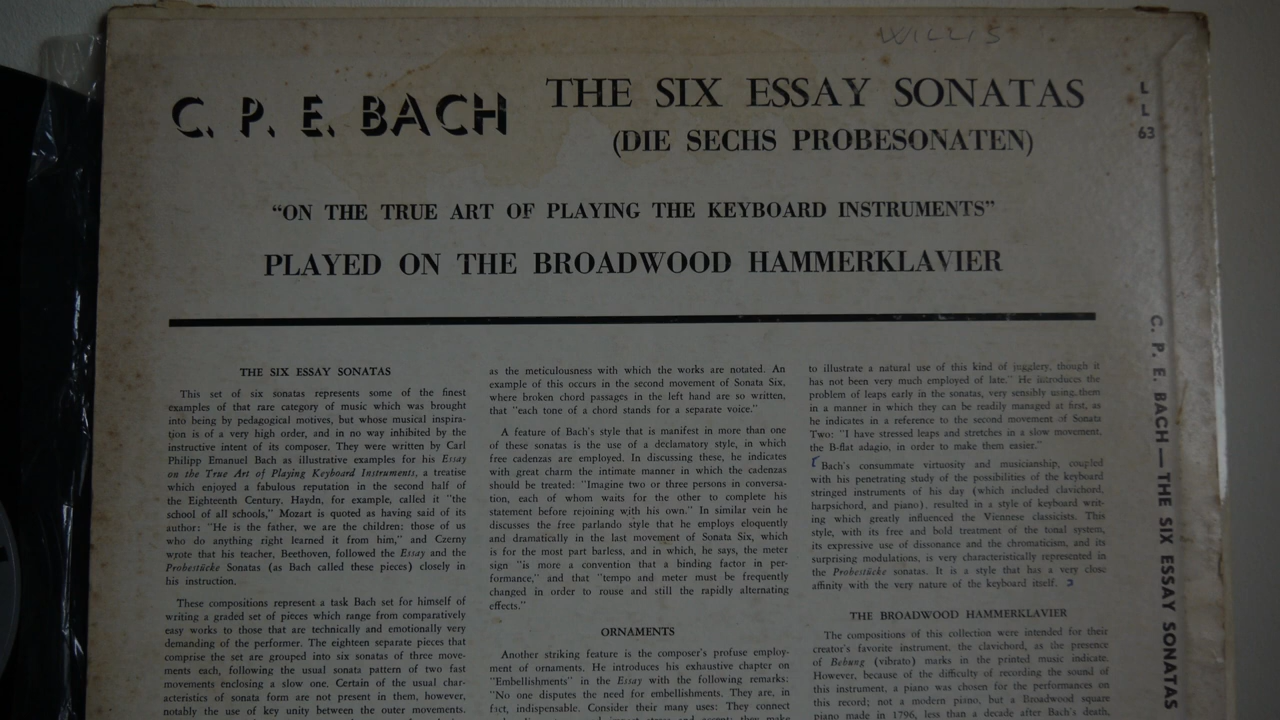 WILLIS
C. P. E. BACH
THE SIX ESSAY SONATAS
(DIE SECHS PROBESONATEN)
"ON THE TRUE ART OF PLAYING THE KEYBOARD INSTRUMENTS"
PLAYED ON THE BROADWOOD HAMMERKLAVIER
L
L
63
THE SIX ESSAY SONATAS
This set of six sonatas represents some of the finest
examples of that rare category of music which was brought
into being by pedagogical motives, but whose musical inspira-
tion is of a very high order, and in no way inhibited by the
instructive intent of its composer. They were written by Carl
Philipp Emanuel Bach as illustrative examples for his Essay
on the True Art of Playing Keyboard Instruments, a treatise
which enjoyed a fabulous reputation in the second half of
the Eighteenth Century. Haydn, for example, called it "the
school of all schools," Mozart is quoted as having said of its
author: "He is the father, we are the children; those of us
who do anything right learned it from him," and Czerny
wrote that his teacher, Beethoven, followed the Essay and the
Probestücke Sonatas (as Bach called these pieces) closely in
his instruction.
These compositions represent a task Bach set for himself of
writing a graded set of pieces which range from comparatively
easy works to those that are technically and emotionally very
demanding of the performer. The eighteen separate pieces that
comprise the set are grouped into six sonatas of three move-
ments each, following the usual sonata pattern of two fast
movements enclosing a slow one. Certain of the usual char-
acteristics of sonata form are not present in them, however,
notably the use of key unity between the outer movements.
as the meticulousness with which the works are notated. An
example of this occurs in the second movement of Sonata Six,
where broken chord passages in the left hand are so written,
that "each tone of a chord stands for a separate voice."
A feature of Bach's style that is manifest in more than one
of these sonatas is the use of a declamatory style, in which
free cadenzas are employed. In discussing these, he indicates
with great charm the intimate manner in which the cadenzas
should be treated: "Imagine two or three persons in conversa-
tion, each of whom waits for the other to complete his
statement before rejoining with his own." In similar vein he
discusses the free parlando style that he employs eloquently
and dramatically in the last movement of Sonata Six, which
is for the most part barless, and in which, he says, the meter
sign "is more a convention that a binding factor in per-
formance," and that "tempo and meter must be frequently
changed in order to rouse and still the rapidly alternating
effects."
ORNAMENTS
Another striking feature is the composer's profuse employ-
ment of ornaments. He introduces his exhaustive chapter on
"Embellishments" in the Essay with the following remarks:
"No one disputes the need for embellishments. They are, in
fact, indispensable. Consider their many uses: They connect
to illustrate a natural use of this kind of jugglery, though it
has not been very much employed of late." He introduces the
problem of leaps early in the sonatas, very sensibly using them
in a manner in which they can be readily managed at first, as
he indicates in a reference to the second movement of Sonata
Two: "I have stressed leaps and stretches in a slow movement,
the B-flat adagio, in order to make them easier."
Bach's consummate virtuosity and musicianship, coupled
with his penetrating study of the possibilities of the keyboard
stringed instruments of his day (which included clavichord,
harpsichord, and piano), resulted in a style of keyboard writ-
ing which greatly influenced the Viennese classicists. This
style, with its free and bold treatment of the tonal system,
its expressive use of dissonance and the chromaticism, and its
surprising modulations, is very characteristically represented in
the Probestücke sonatas. It is a style that has a very close
affinity with the very nature of the keyboard itself.
THE BROADWOOD HAMMERKLAVIER
The compositions of this collection were intended for their
creator's favorite instrument, the clavichord, as the presence
of Bebung (vibrato) marks in the printed music indicate.
However, because of the difficulty of recording the sound of
this instrument, a piano was chosen for the performances on
this record; not a modern piano, but a Broadwood square
piano made in 1796, less than a decade after Bach's death,
C. P. E. BACH — THE SIX ESSAY SONATAS